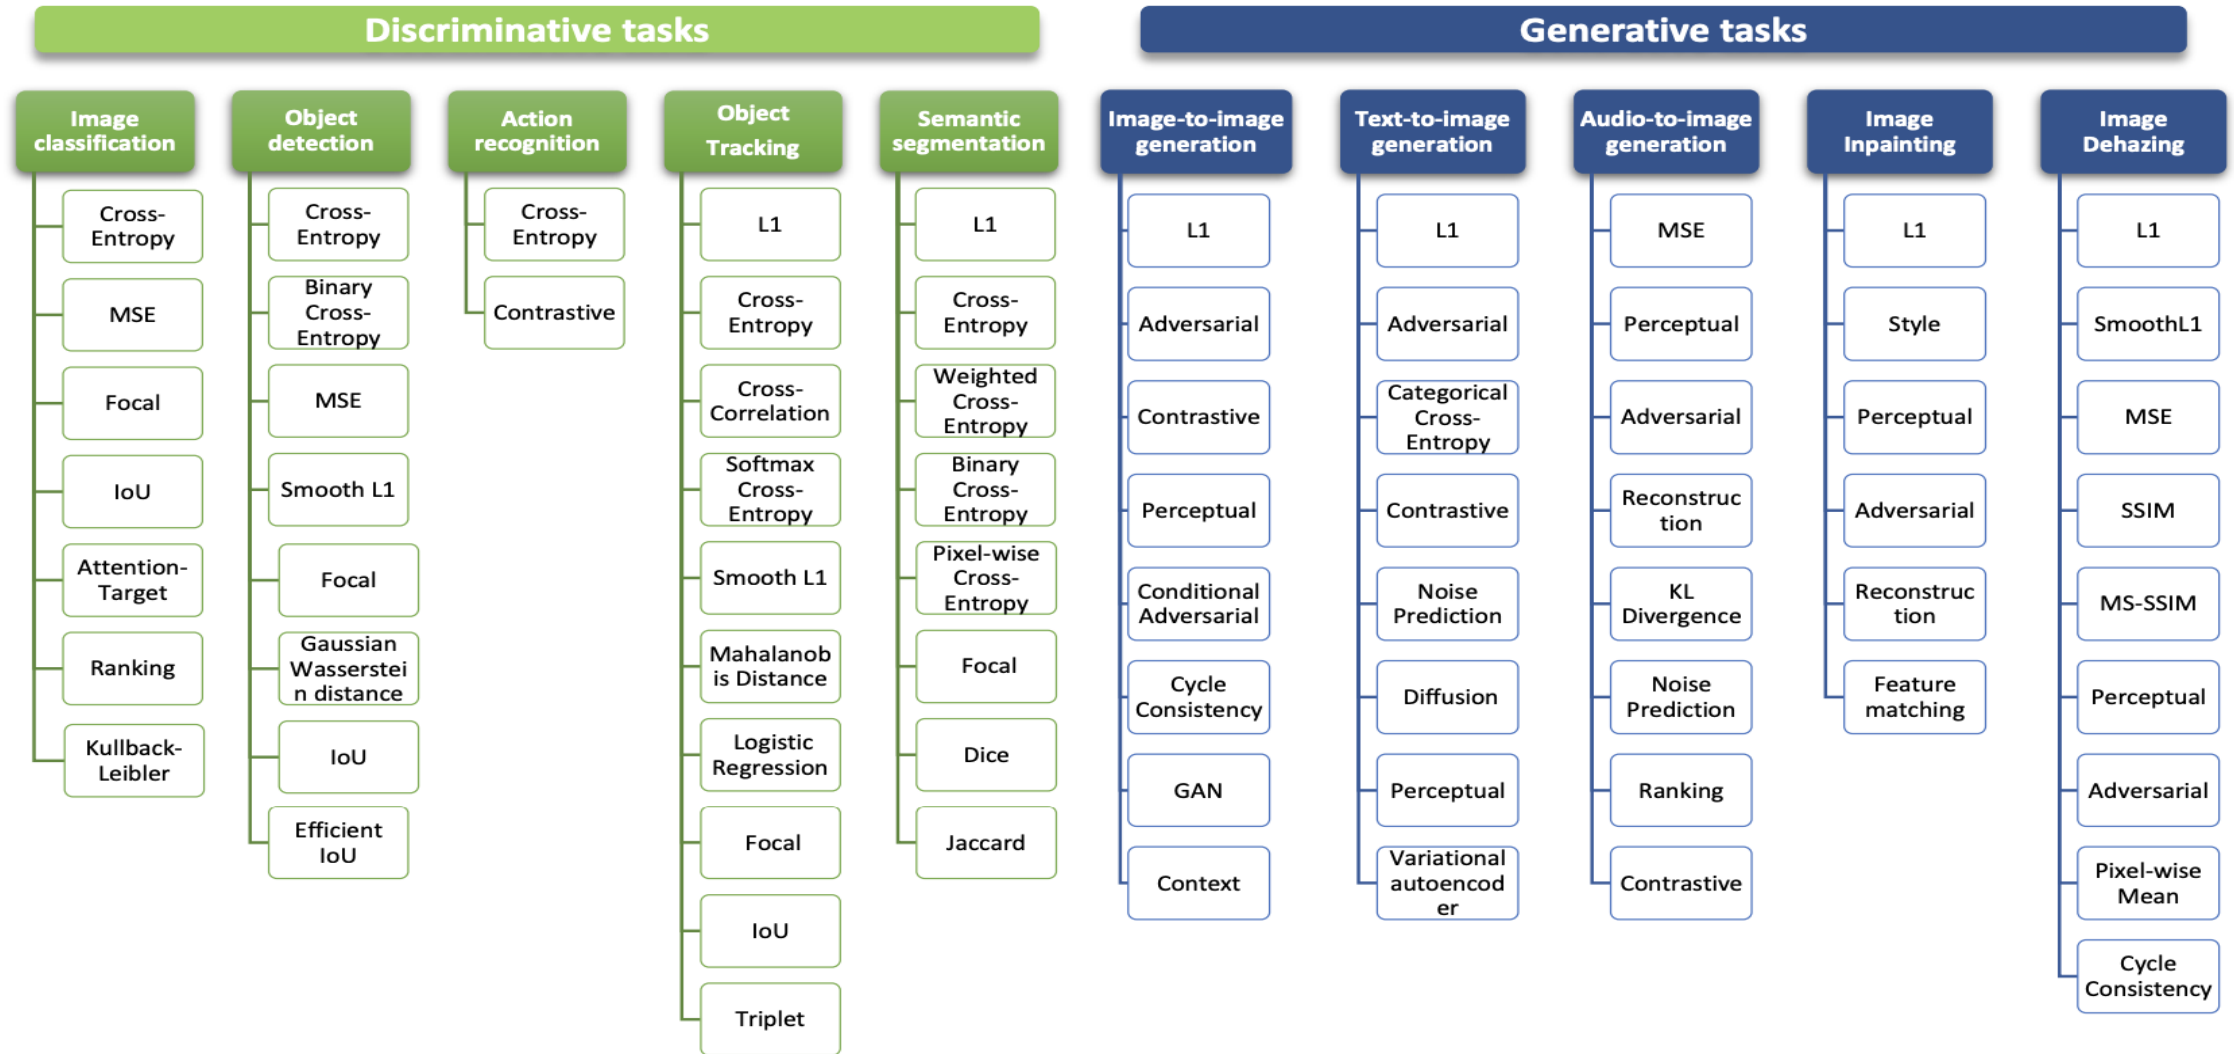 Discriminative tasks
Generative tasks
Image
classification
Cross-
Entropy
MSE
Focal
IoU
Attention-
Target
Ranking
Kullback-
Leibler
Object
detection
Cross-
Entropy
Binary
Cross-
Entropy
MSE
Smooth L1
Focal
Gaussian
Wasserstei
n distance
IoU
Efficient
IoU
Action
recognition
Cross-
Entropy
Contrastive
Object
Tracking
L1
Cross-
Entropy
Cross-
Correlation
Softmax
Cross-
Entropy
Smooth L1
Mahalanob
is Distance
Logistic
Regression
Focal
IoU
Triplet
Semantic
segmentation
L1
Cross-
Entropy
Weighted
Cross-
Entropy
Binary
Cross-
Entropy
Pixel-wise
Cross-
Entropy
Focal
Dice
Jaccard
Image-to-image
generation
L1
Adversarial
Contrastive
Perceptual
Conditional
Adversarial
Cycle
Consistency
GAN
Context
Text-to-image
generation
L1
Adversarial
Categorical
Cross-
Entropy
Contrastive
Noise
Prediction
Diffusion
Perceptual
Variational
autoencod
er
Audio-to-image
generation
MSE
Perceptual
Adversarial
Reconstruc
tion
KL
Divergence
Noise
Prediction
Ranking
Contrastive
Image
Inpainting
L1
Style
Perceptual
Adversarial
Reconstruc
tion
Feature
matching
Image
Dehazing
L1
SmoothL1
MSE
SSIM
MS-SSIM
Perceptual
Adversarial
Pixel-wise
Mean
Cycle
Consistency